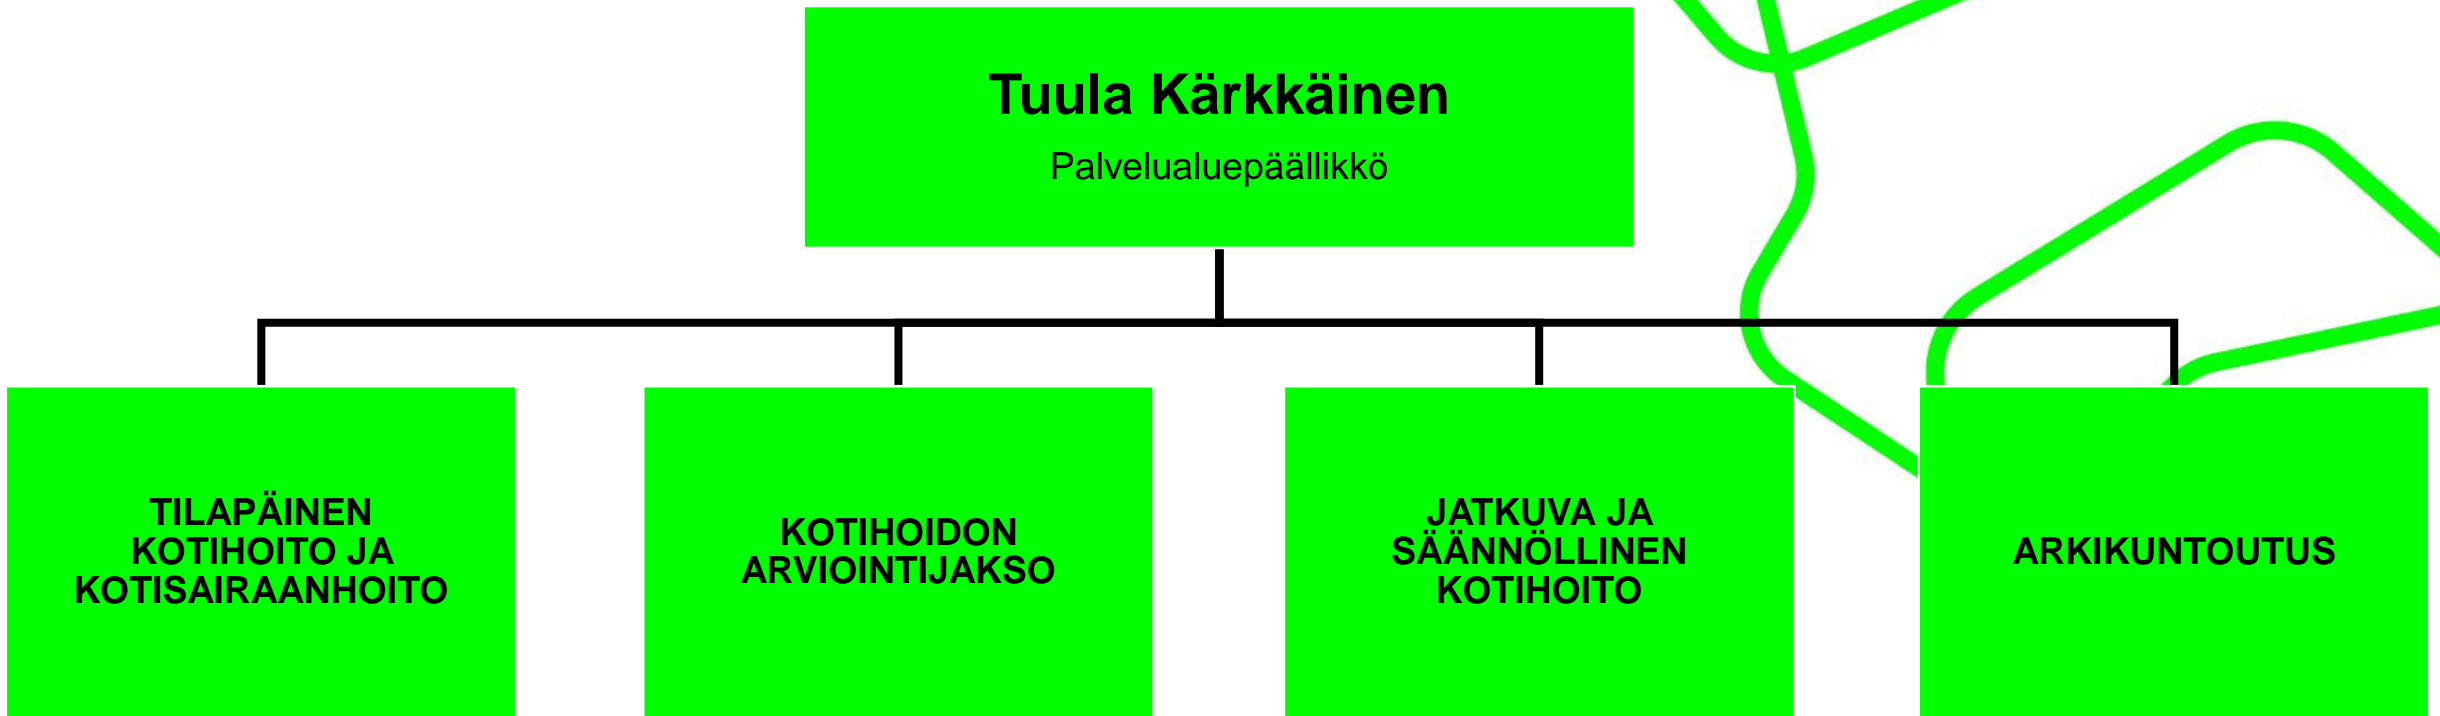 Tuula Kärkkäinen
Palvelualuepäällikkö
TILAPÄINEN
KOTIHOITO JA
KOTISAIRAANHOITO
KOTIHOIDON
ARVIOINTIJAKSO
JATKUVA JA
SÄÄNNÖLLINEN
KOTIHOITO
ARKIKUNTOUTUS